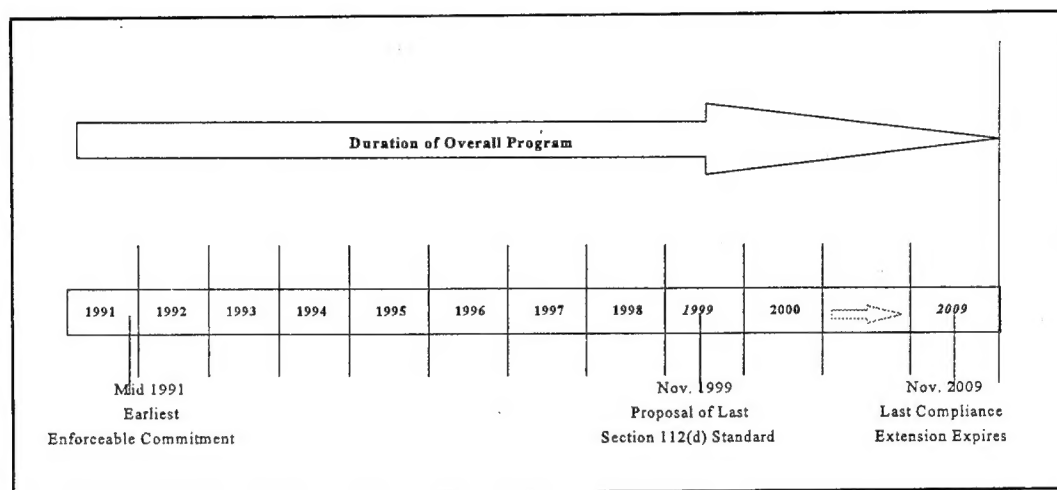 Duration of Overall Program
1991 1992 1993 1994 1995 1996 1997 1998 1999 2000 2009
Mid 1991 Nov. 1999 Nov. 2009
Earliest Proposal of Last Last Compliance
Enforceable Commitment Section 112(d) Standard Extension Expires